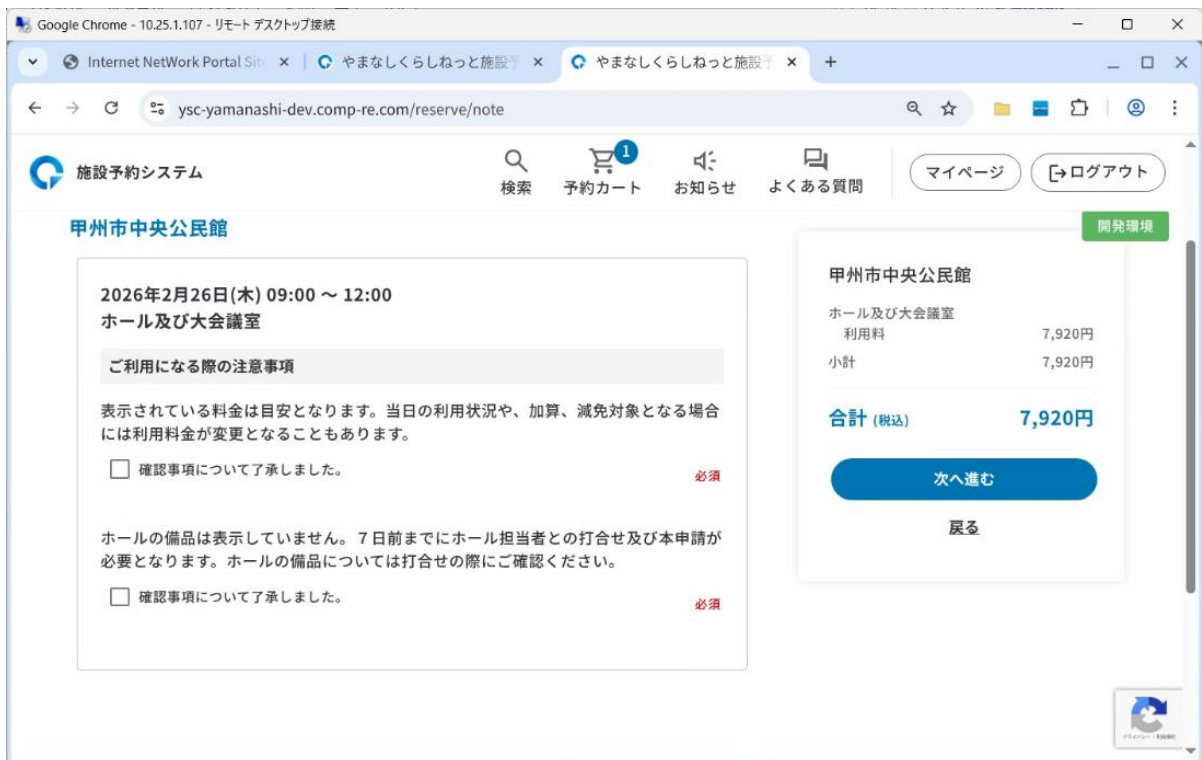 Google Chrome - 10.25.1.107 - リモート デスクトップ接続
Internet NetWork Portal Sit
やまなしくらしねっと施設予
やまなしくらしねっと施設予
ysc-yamanashi-dev.comp-re.com/reserve/note
施設予約システム
検索
1
予約カート
お知らせ
よくある質問
マイページ
ログアウト
開発環境
甲州市中央公民館
2026年2月26日(木) 09:00 ～ 12:00
ホール及び大会議室
ご利用になる際の注意事項
表示されている料金は目安となります。当日の利用状況や、加算、減免対象となる場合
には利用料金が変更となることもあります。
確認事項について了承しました。
必須
ホールの備品は表示していません。７日前までにホール担当者との打合せ及び本申請が
必要となります。ホールの備品については打合せの際にご確認ください。
確認事項について了承しました。
必須
甲州市中央公民館
ホール及び大会議室
利用料 7,920円
小計 7,920円
合計 (税込) 7,920円
次へ進む
戻る